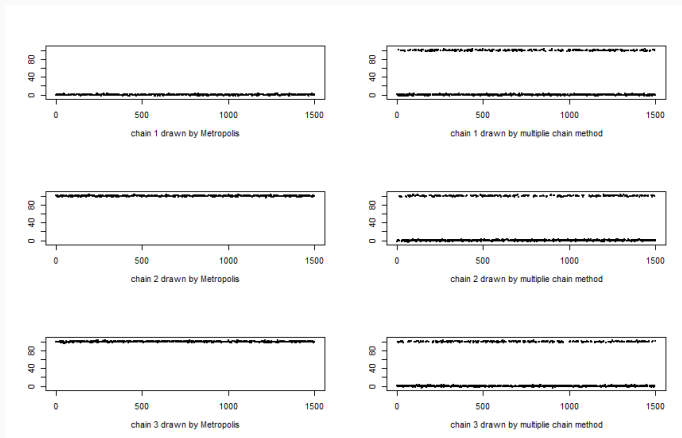 0 40 80
0 500 1000 1500
chain 1 drawn by Metropolis
0 40 80
0 500 1000 1500
chain 1 drawn by multiplie chain method
0 40 80
0 500 1000 1500
chain 2 drawn by Metropolis
0 40 80
0 500 1000 1500
chain 2 drawn by multiplie chain method
0 40 80
0 500 1000 1500
chain 3 drawn by Metropolis
0 40 80
0 500 1000 1500
chain 3 drawn by multiplie chain method